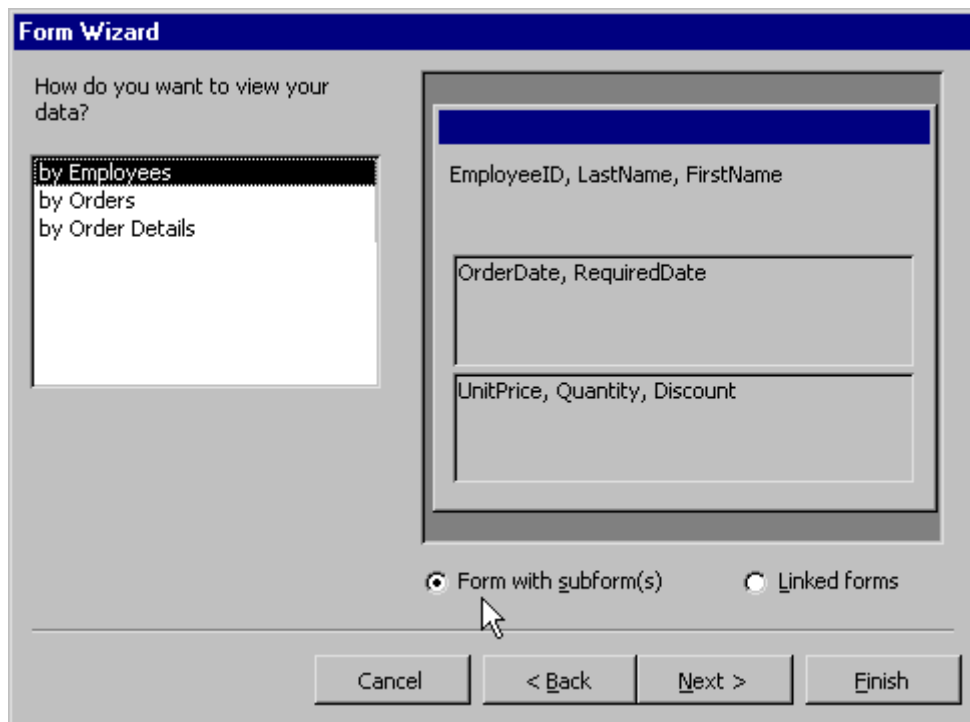 Form Wizard
How do you want to view your
data?
by Employees
by Orders
by Order Details
EmployeeID, LastName, FirstName
OrderDate, RequiredDate
UnitPrice, Quantity, Discount
Form with subform(s)
Linked forms
Cancel
< Back
Next >
Finish